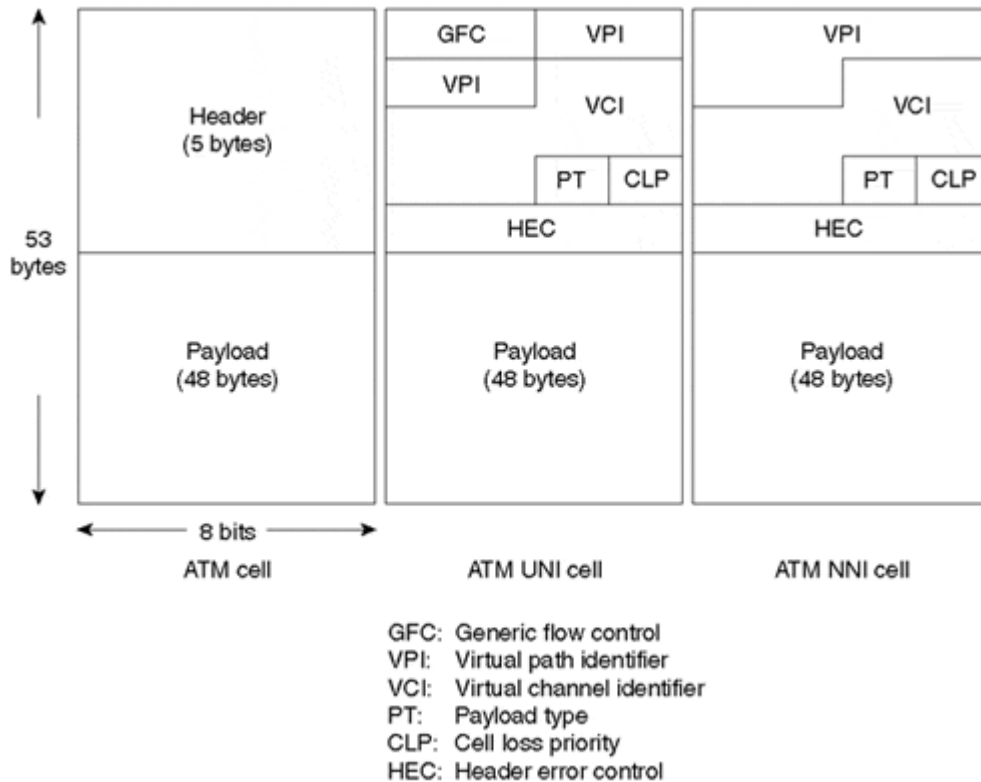 GFC VPI
VPI
VCI
PT CLP
HEC
Payload
(48 bytes)
VPI
VCI
PT CLP
HEC
Payload
(48 bytes)
Header
(5 bytes)
53
bytes
Payload
(48 bytes)
8 bits
ATM cell
ATM UNI cell
ATM NNI cell
GFC: Generic flow control
VPI: Virtual path identifier
VCI: Virtual channel identifier
PT: Payload type
CLP: Cell loss priority
HEC: Header error control